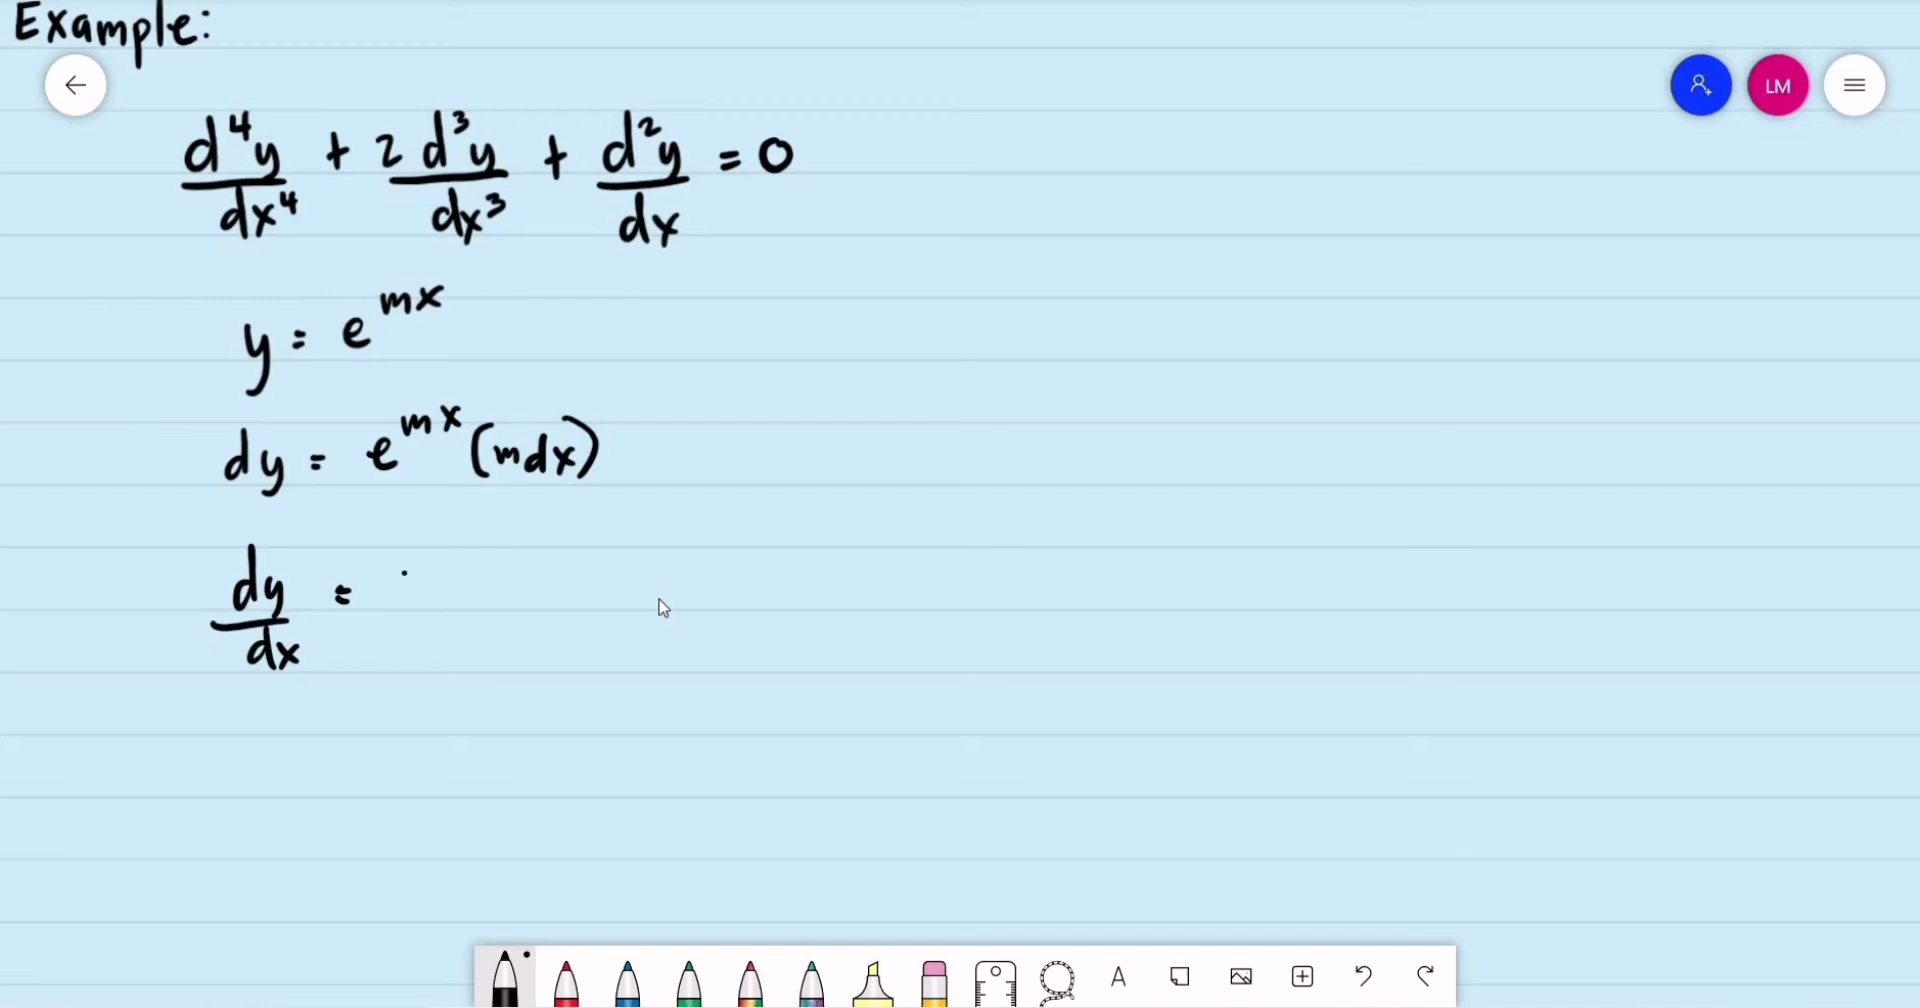 Example:
LM
d⁴y/dx⁴ + 2 d³y/dx³ + d²y/dx = 0
y = e^mx
dy = e^mx (mdx)
dy/dx =
A